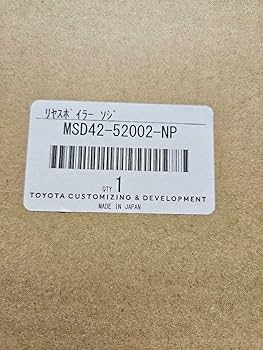 ﾘﾔｽﾎﾟｲﾗｰ ｿｼﾞ
MSD42-52002-NP
QTY 1
TOYOTA CUSTOMIZING & DEVELOPMENT
MADE IN JAPAN